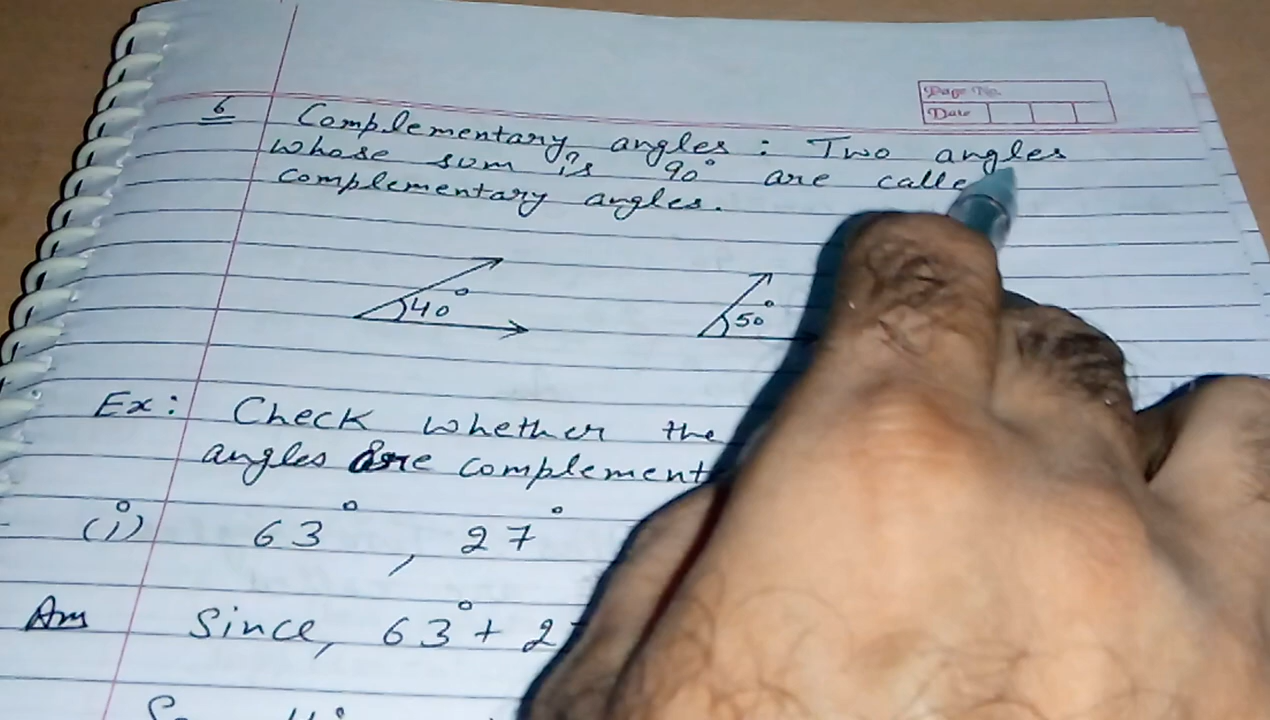 Page No.
Date
6 Complementary angles : Two angles
whose sum is 90° are calle
complementary angles.
40° 50°
Ex: Check whether the
angles are complement
(i) 63° , 27°
Ans Since, 63° + 2